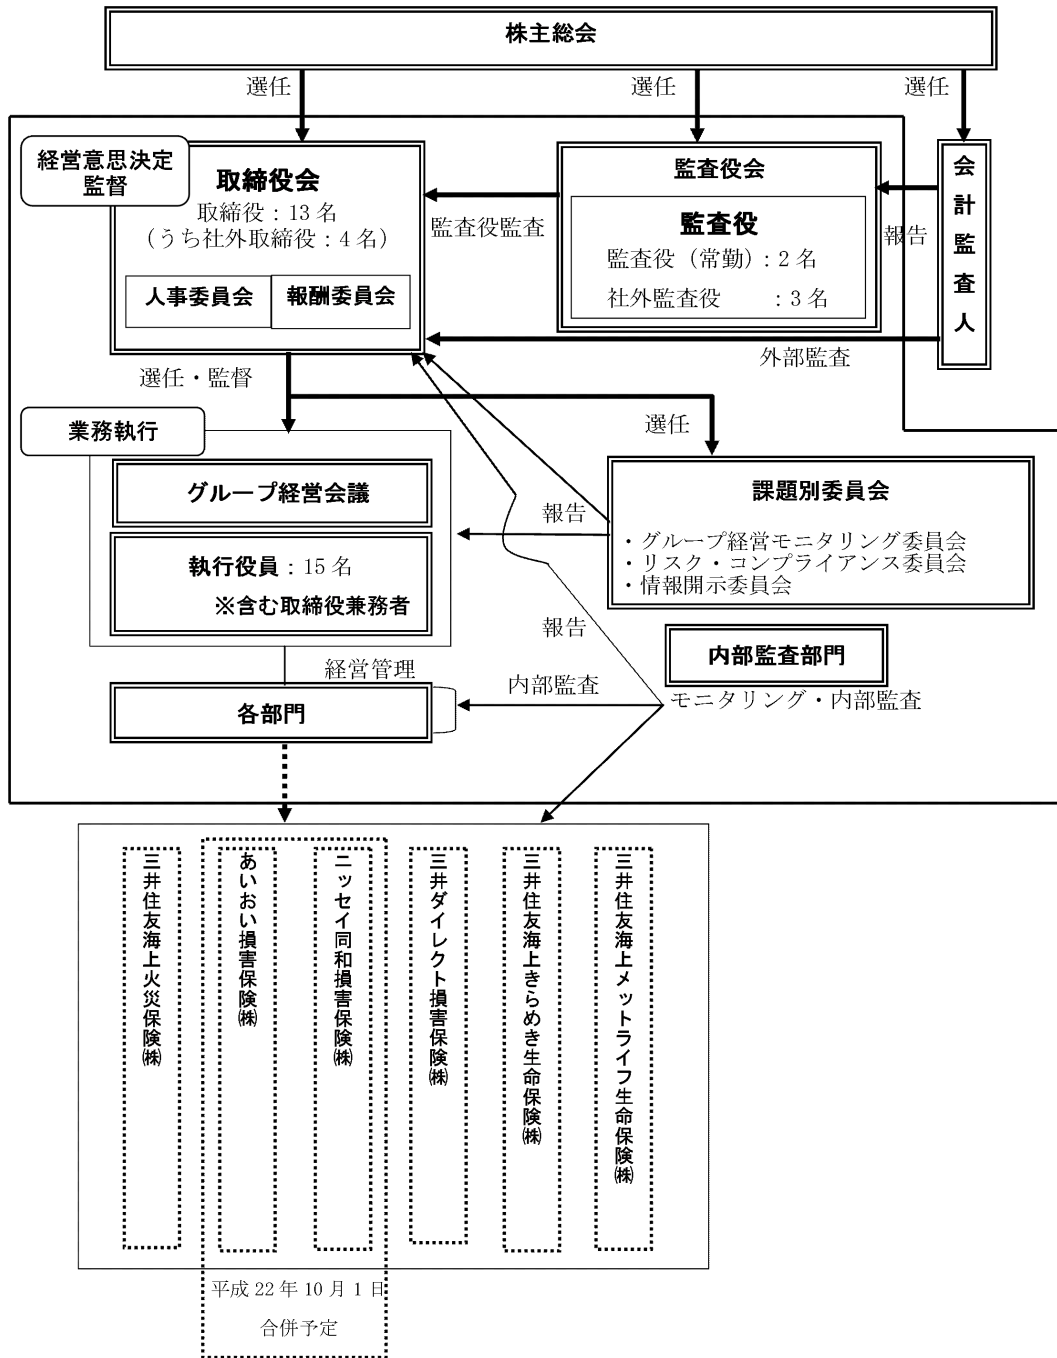 株主総会
選任
選任
選任
経営意思決定
監督
取締役会
取締役：13名
（うち社外取締役：4名）
人事委員会
報酬委員会
監査役監査
監査役会
監査役
監査役（常勤）：2名
社外監査役　　：3名
報告
会計監査人
外部監査
選任・監督
選任
業務執行
グループ経営会議
執行役員：15名
※含む取締役兼務者
報告
課題別委員会
・グループ経営モニタリング委員会
・リスク・コンプライアンス委員会
・情報開示委員会
報告
内部監査部門
モニタリング・内部監査
経営管理
内部監査
各部門
三井住友海上火災保険㈱
あいおい損害保険㈱
ニッセイ同和損害保険㈱
三井ダイレクト損害保険㈱
三井住友海上きらめき生命保険㈱
三井住友海上メットライフ生命保険㈱
平成22年10月1日
合併予定